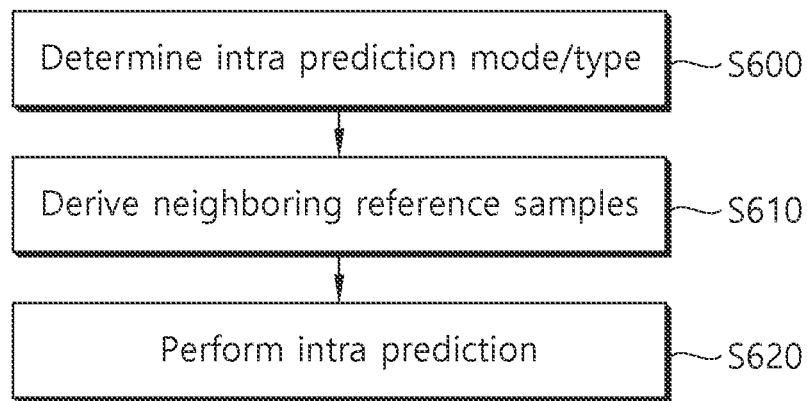 Determine intra prediction mode/type
S600
Derive neighboring reference samples
S610
Perform intra prediction
S620